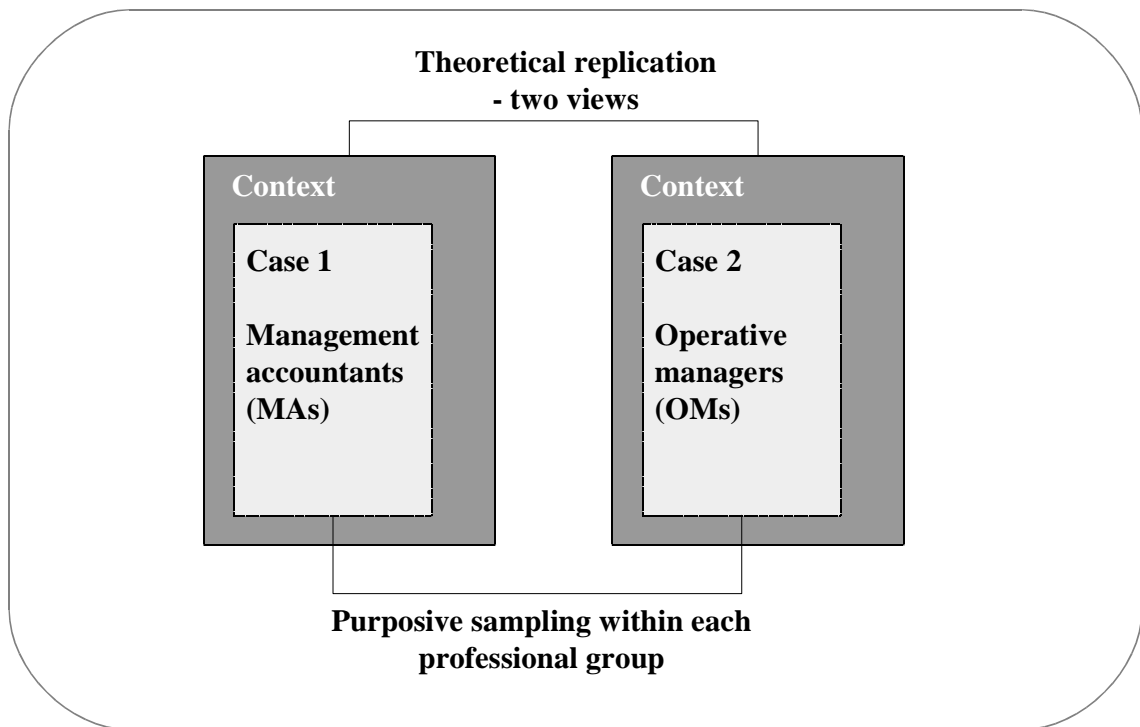 Theoretical replication
- two views
Context
Case 1
Management
accountants
(MAs)
Context
Case 2
Operative
managers
(OMs)
Purposive sampling within each
professional group